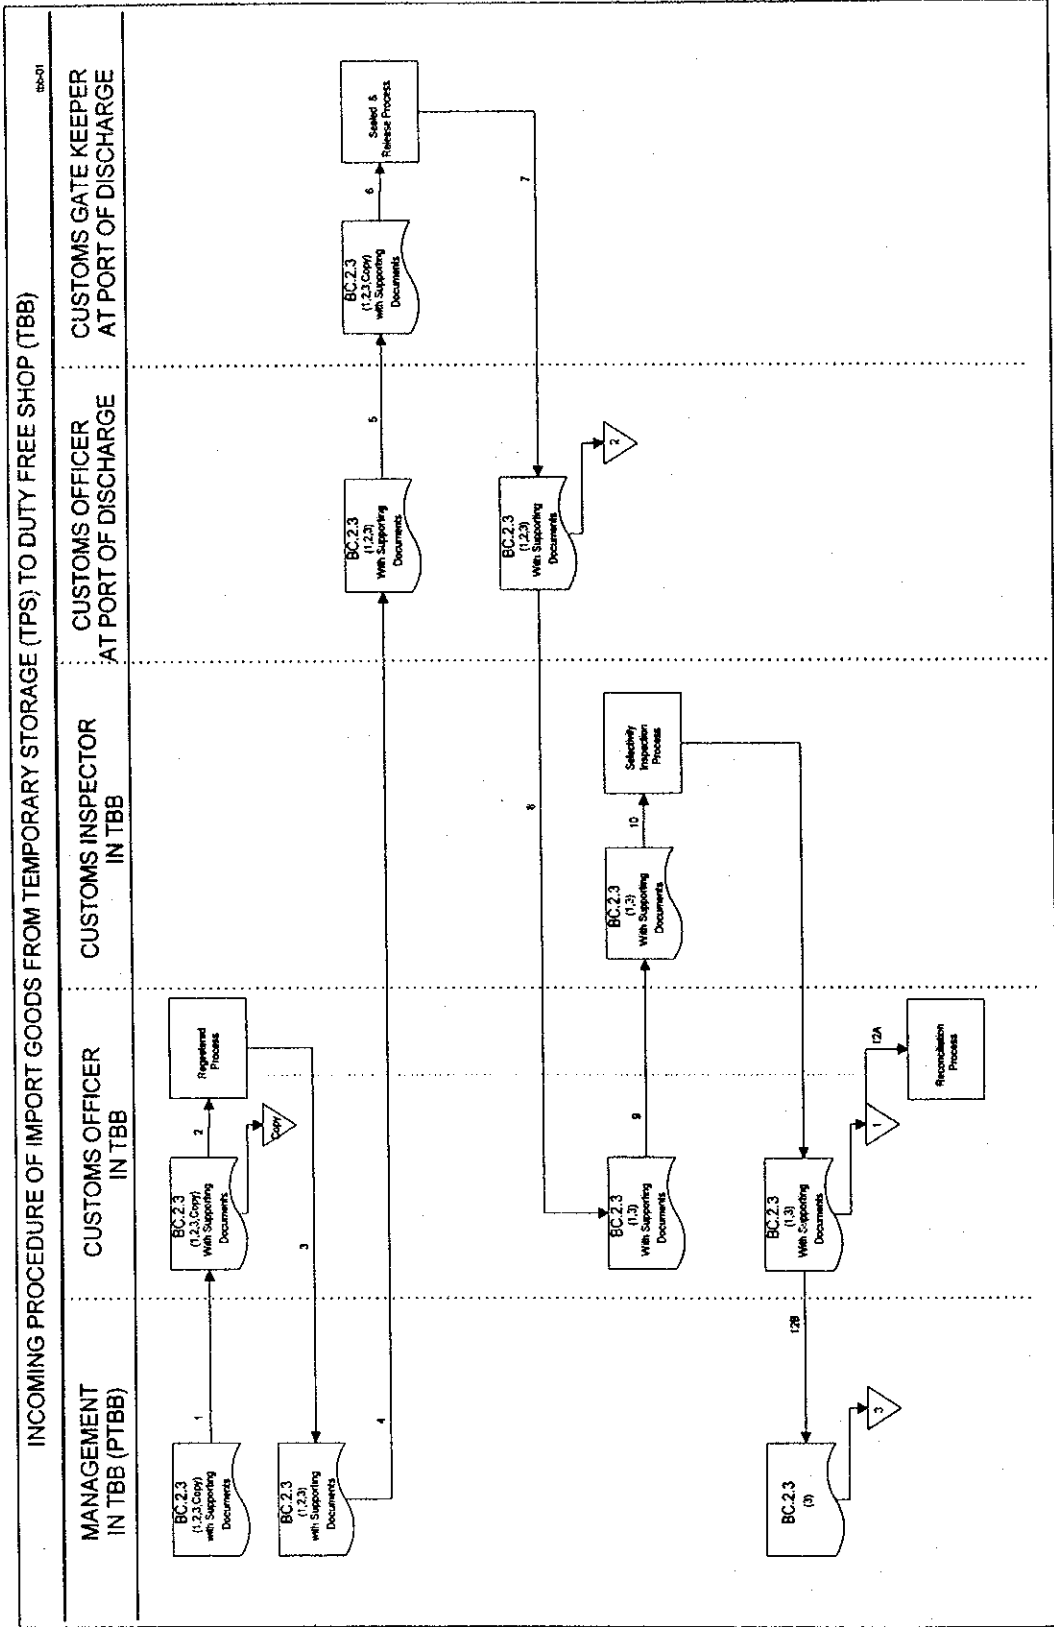 INCOMING PROCEDURE OF IMPORT GOODS FROM TEMPORARY STORAGE (TPS) TO DUTY FREE SHOP (TBB)
tbb-01
MANAGEMENT
IN TBB (PTBB)
CUSTOMS OFFICER
IN TBB
CUSTOMS INSPECTOR
IN TBB
CUSTOMS OFFICER
AT PORT OF DISCHARGE
CUSTOMS GATE KEEPER
AT PORT OF DISCHARGE
BC.2.3
(1,2,3,Copy)
with Supporting
Documents
1
BC.2.3
(1,2,3,Copy)
With Supporting
Documents
2
Copy
Registered
Process
3
BC.2.3
(1,2,3)
with Supporting
Documents
4
BC.2.3
(1,2,3)
With Supporting
Documents
5
BC.2.3
(1,2,3,Copy)
with Supporting
Documents
6
Sealed &
Release Process
7
BC.2.3
(1,2,3)
With Supporting
Documents
2
8
BC.2.3
(1,3)
With Supporting
Documents
9
BC.2.3
(1,3)
With Supporting
Documents
10
Selectivity
Inspection
Process
BC.2.3
(1,3)
With Supporting
Documents
1
12A
Reconciliation
Process
12B
BC.2.3
(3)
3